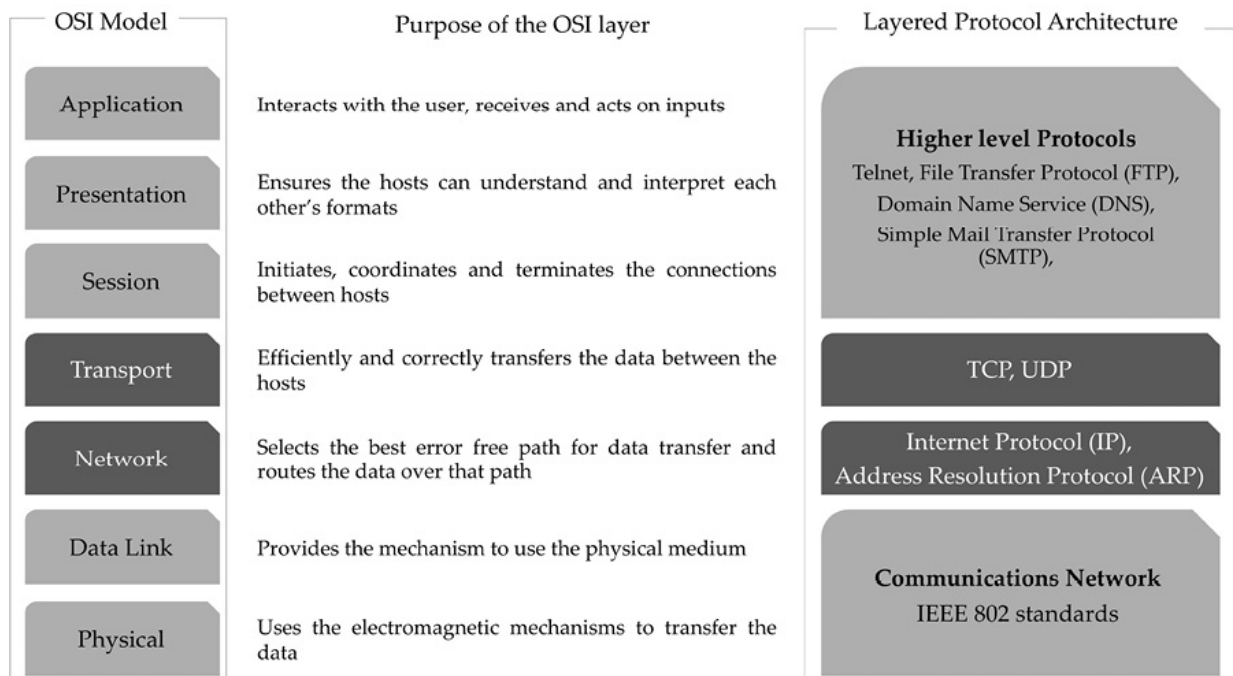 OSI Model
Purpose of the OSI layer
Layered Protocol Architecture
Application
Interacts with the user, receives and acts on inputs
Presentation
Ensures the hosts can understand and interpret each
other's formats
Session
Initiates, coordinates and terminates the connections
between hosts
Higher level Protocols
Telnet, File Transfer Protocol (FTP),
Domain Name Service (DNS),
Simple Mail Transfer Protocol
(SMTP),
Transport
Efficiently and correctly transfers the data between the
hosts
TCP, UDP
Network
Selects the best error free path for data transfer and
routes the data over that path
Internet Protocol (IP),
Address Resolution Protocol (ARP)
Data Link
Provides the mechanism to use the physical medium
Physical
Uses the electromagnetic mechanisms to transfer the
data
Communications Network
IEEE 802 standards